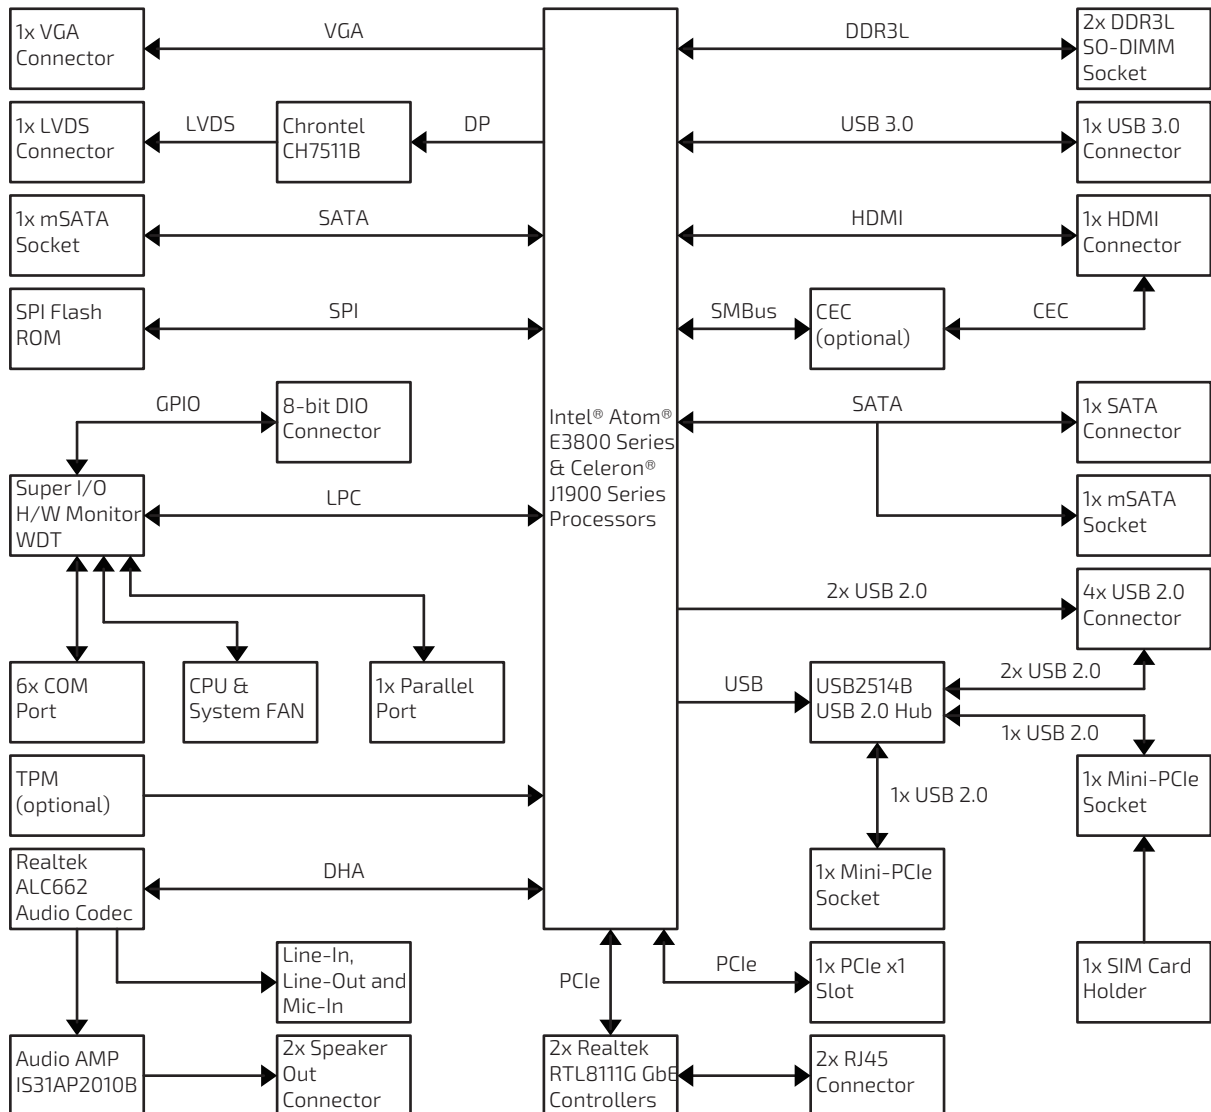 1x VGA
Connector
VGA
DDR3L
2x DDR3L
SO-DIMM
Socket
1x LVDS
Connector
LVDS
Chrontel
CH7511B
DP
USB 3.0
1x USB 3.0
Connector
1x mSATA
Socket
SATA
HDMI
1x HDMI
Connector
SPI Flash
ROM
SPI
SMBus
CEC
(optional)
CEC
GPIO
8-bit DIO
Connector
Intel® Atom®
E3800 Series
& Celeron®
J1900 Series
Processors
SATA
1x SATA
Connector
Super I/O
H/W Monitor
WDT
LPC
1x mSATA
Socket
2x USB 2.0
4x USB 2.0
Connector
6x COM
Port
CPU &
System FAN
1x Parallel
Port
USB
USB2514B
USB 2.0 Hub
2x USB 2.0
1x USB 2.0
TPM
(optional)
1x USB 2.0
1x Mini-PCIe
Socket
Realtek
ALC662
Audio Codec
DHA
1x Mini-PCIe
Socket
Line-In,
Line-Out and
Mic-In
PCIe
PCIe
1x PCIe x1
Slot
1x SIM Card
Holder
Audio AMP
IS31AP2010B
2x Speaker
Out
Connector
2x Realtek
RTL8111G GbE
Controllers
2x RJ45
Connector